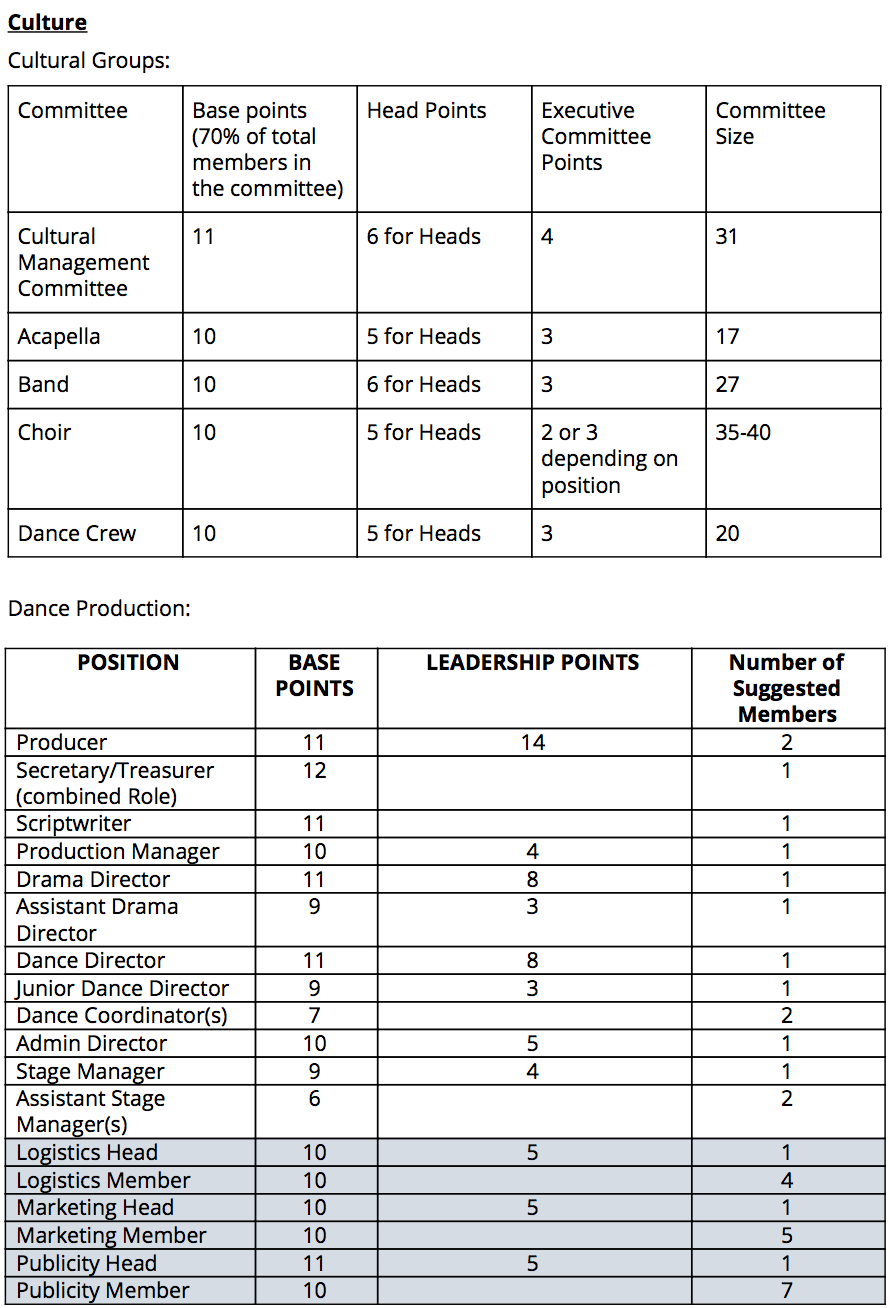 Culture
Cultural Groups:
Committee
Base points
(70% of total
members in
the committee)
Head Points
Executive
Committee
Points
Committee
Size
Cultural
Management
Committee
11
6 for Heads
4
31
Acapella
10
5 for Heads
3
17
Band
10
6 for Heads
3
27
Choir
10
5 for Heads
2 or 3
depending on
position
35-40
Dance Crew
10
5 for Heads
3
20
Dance Production:
POSITION
BASE
POINTS
LEADERSHIP POINTS
Number of
Suggested
Members
Producer 11 14 2
Secretary/Treasurer
(combined Role)
12 1
Scriptwriter 11 1
Production Manager 10 4 1
Drama Director 11 8 1
Assistant Drama
Director
9 3 1
Dance Director 11 8 1
Junior Dance Director 9 3 1
Dance Coordinator(s) 7 2
Admin Director 10 5 1
Stage Manager 9 4 1
Assistant Stage
Manager(s)
6 2
Logistics Head 10 5 1
Logistics Member 10 4
Marketing Head 10 5 1
Marketing Member 10 5
Publicity Head 11 5 1
Publicity Member 10 7